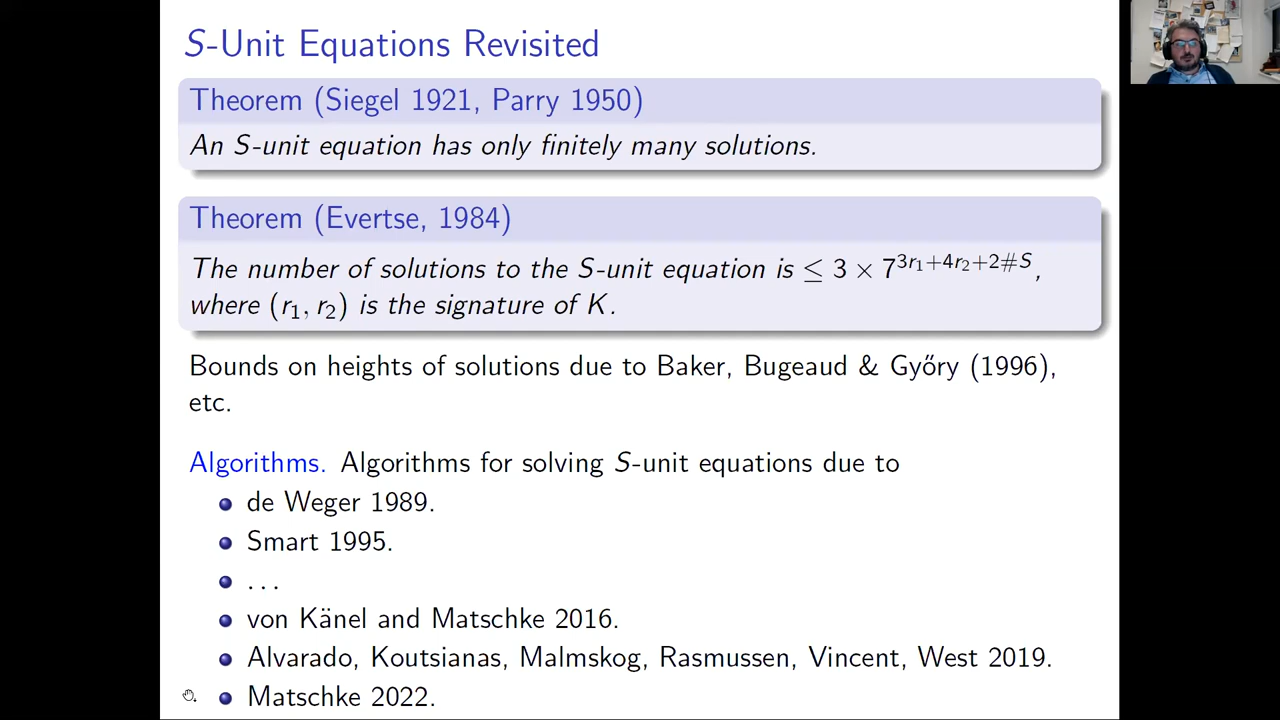 S-Unit Equations Revisited
Theorem (Siegel 1921, Parry 1950)
An S-unit equation has only finitely many solutions.
Theorem (Evertse, 1984)
The number of solutions to the S-unit equation is ≤ 3 × 7^{3r₁+4r₂+2#S},
where (r₁, r₂) is the signature of K.
Bounds on heights of solutions due to Baker, Bugeaud & Győry (1996),
etc.
Algorithms. Algorithms for solving S-unit equations due to
de Weger 1989.
Smart 1995.
...
von Känel and Matschke 2016.
Alvarado, Koutsianas, Malmskog, Rasmussen, Vincent, West 2019.
Matschke 2022.